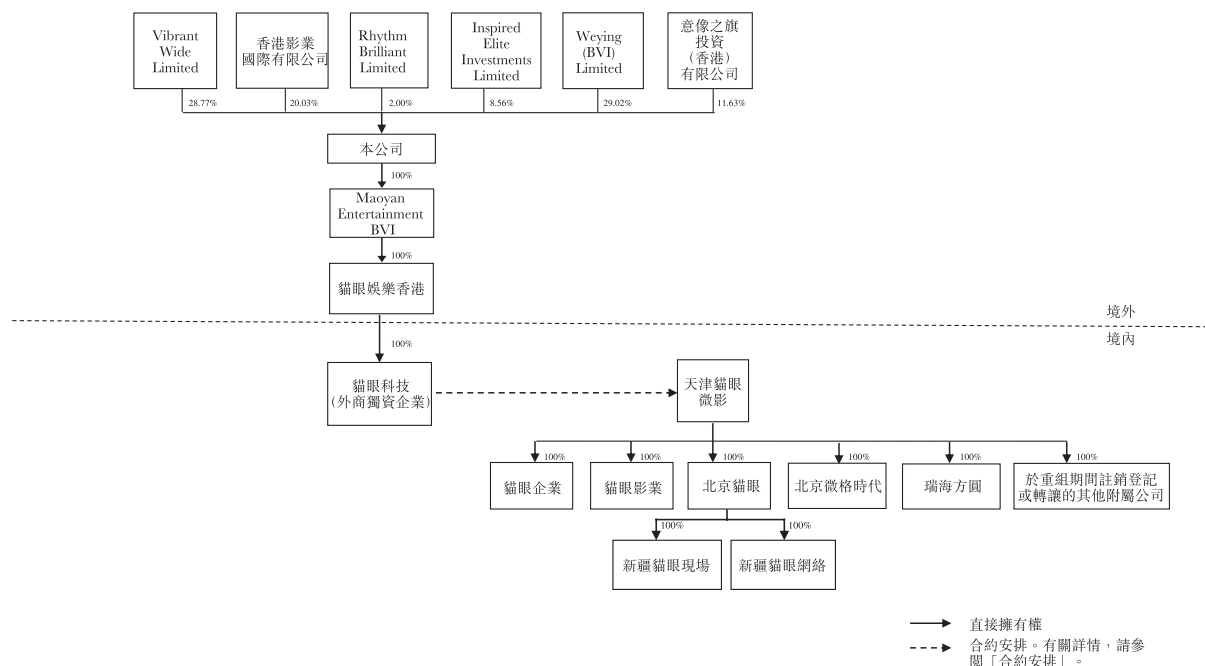 Vibrant
Wide
Limited
香港影業
國際有限公司
Rhythm
Brilliant
Limited
Inspired
Elite
Investments
Limited
Weying
(BVI)
Limited
意像之旗
投資
(香港)
有限公司
28.77%
20.03%
2.00%
8.56%
29.02%
11.63%
本公司
100%
Maoyan
Entertainment
BVI
100%
貓眼娛樂香港
境外
境內
100%
貓眼科技
(外商獨資企業)
天津貓眼
微影
100%
100%
100%
100%
100%
100%
貓眼企業
貓眼影業
北京貓眼
北京微格時代
瑞海方圓
於重組期間註銷登記
或轉讓的其他附屬公司
100%
100%
新疆貓眼現場
新疆貓眼網絡
直接擁有權
合約安排。有關詳情，請參
閱「合約安排」。